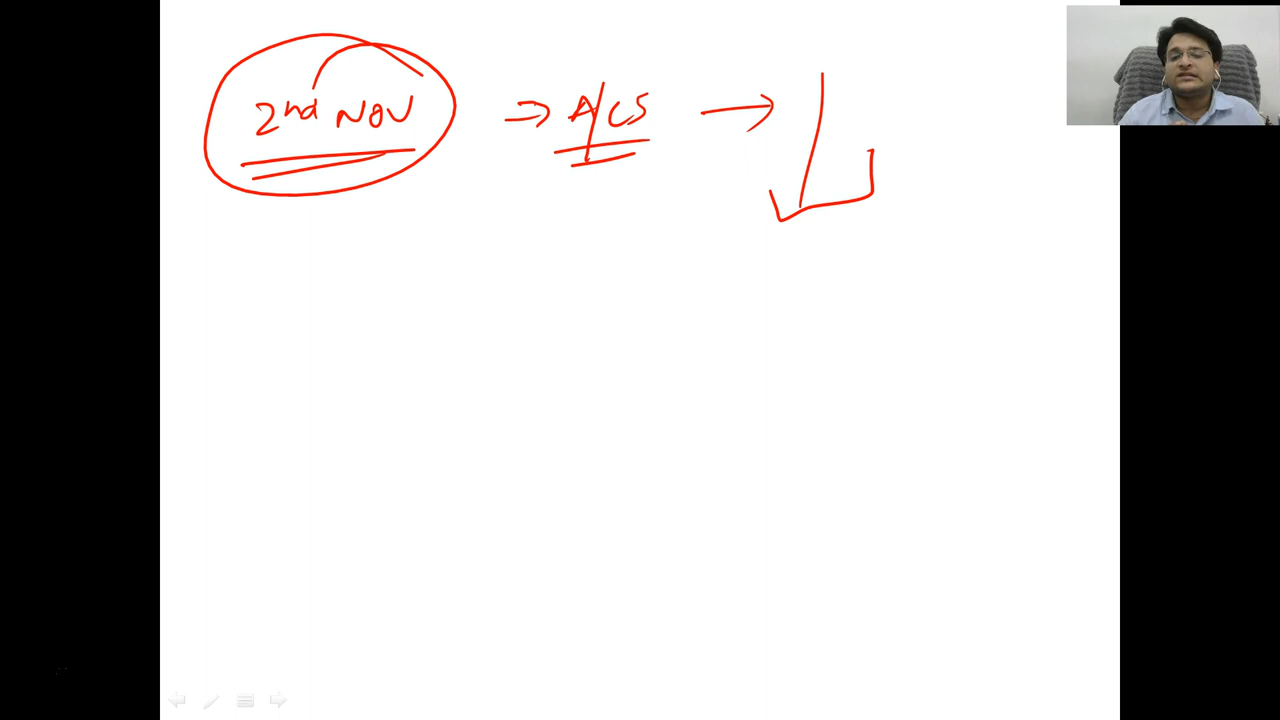 2nd NOV ⇒ A/CS →